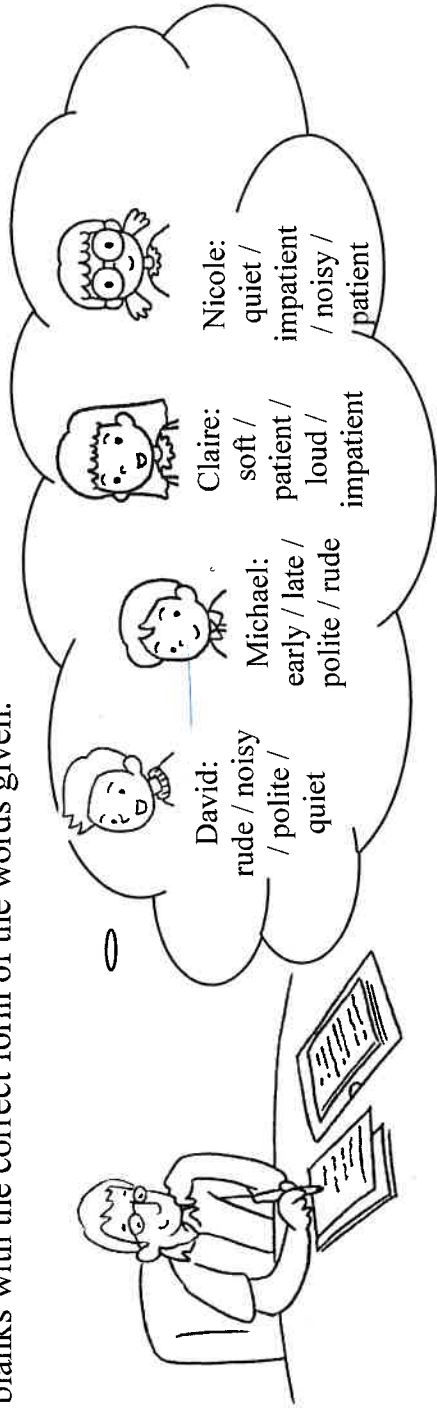 blanks with the correct form of the words given.
David:
rude / noisy
/ polite /
quiet
Michael:
early / late /
polite / rude
Claire:
soft /
patient /
loud /
impatient
Nicole:
quiet /
impatient
/ noisy /
patient